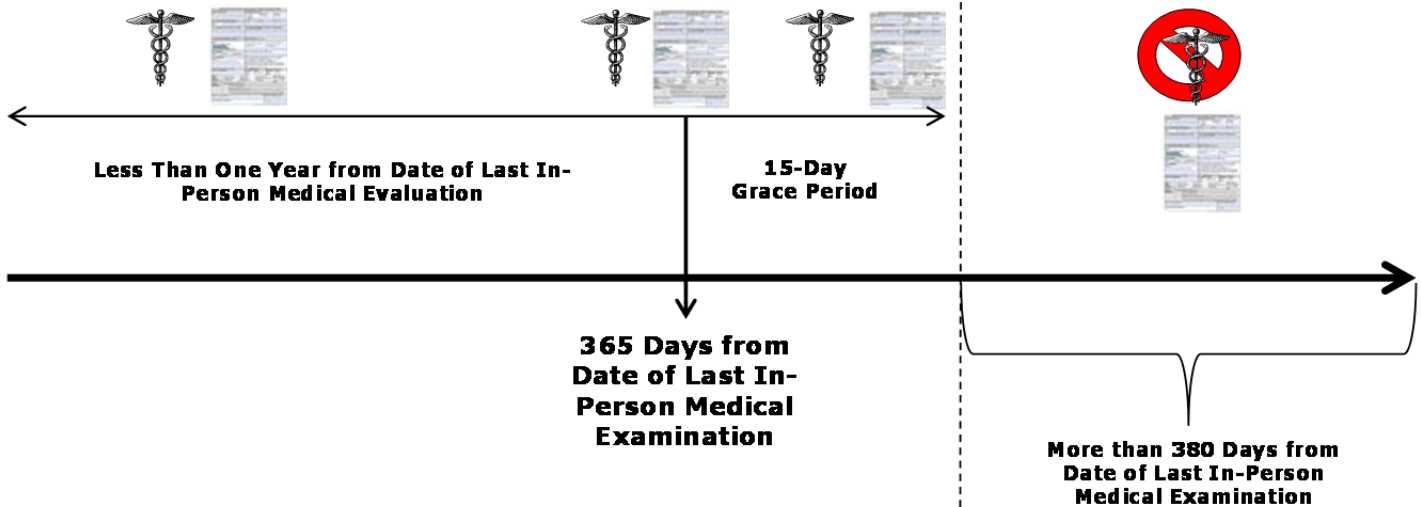 Less Than One Year from Date of Last In-
Person Medical Evaluation
15-Day
Grace Period
365 Days from
Date of Last In-
Person Medical
Examination
More than 380 Days from
Date of Last In-Person
Medical Examination